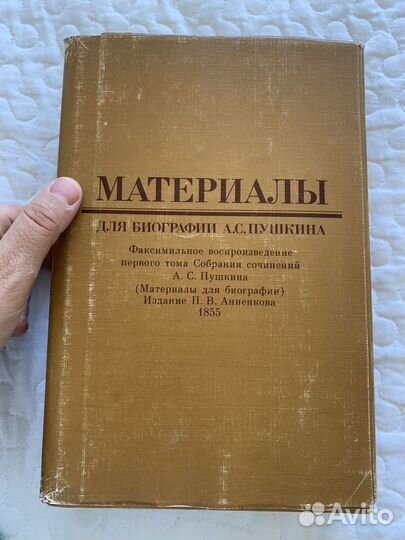 МАТЕРИАЛЫ
ДЛЯ БИОГРАФИИ А.С.ПУШКИНА
Факсимильное воспроизведение
первого тома Собрания сочинений
А. С. Пушкина
(Материалы для биографии)
Издание П. В. Анненкова
1855
Avito